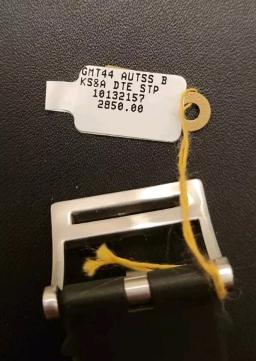 GMT44 AUTSS B
KS8A DTE STP
10132157
2850.00